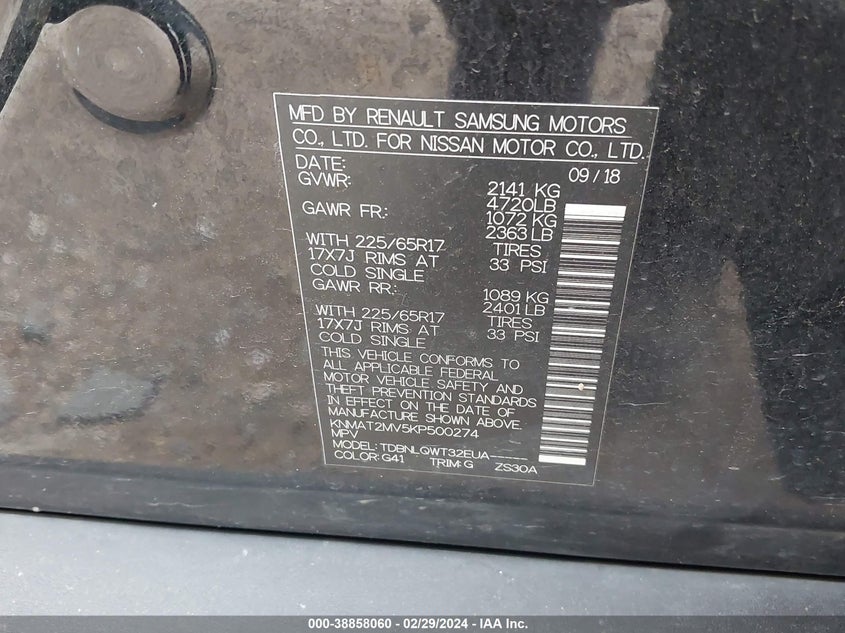 MFD BY RENAULT SAMSUNG MOTORS
CO., LTD. FOR NISSAN MOTOR CO., LTD.
DATE: 09/18
GVWR: 2141 KG
4720LB
GAWR FR.: 1072 KG
2363 LB
WITH 225/65R17 TIRES
17X7J RIMS AT 33 PSI
COLD SINGLE
GAWR RR.: 1089 KG
2401 LB
WITH 225/65R17 TIRES
17X7J RIMS AT 33 PSI
COLD SINGLE
THIS VEHICLE CONFORMS TO
ALL APPLICABLE FEDERAL
MOTOR VEHICLE SAFETY AND
THEFT PREVENTION STANDARDS
IN EFFECT ON THE DATE OF
MANUFACTURE SHOWN ABOVE.
KNMAT2MV5KP500274
MPV
MODEL: TDBNLQWT32EUA-----
COLOR: G41 TRIM: G ZS30A
000-38858060 - 02/29/2024 - IAA Inc.